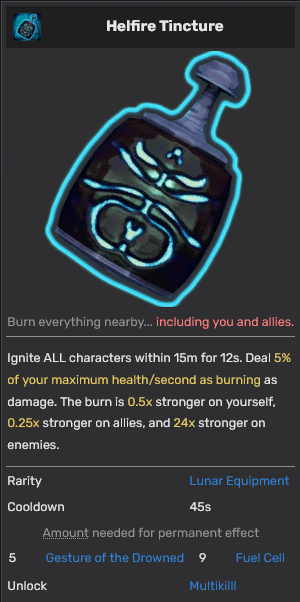 Helfire Tincture
Burn everything nearby... including you and allies.
Ignite ALL characters within 15m for 12s. Deal 5%
of your maximum health/second as burning as
damage. The burn is 0.5x stronger on yourself,
0.25x stronger on allies, and 24x stronger on
enemies.
Rarity Lunar Equipment
Cooldown 45s
Amount needed for permanent effect
5 Gesture of the Drowned 9 Fuel Cell
Unlock Multikill!